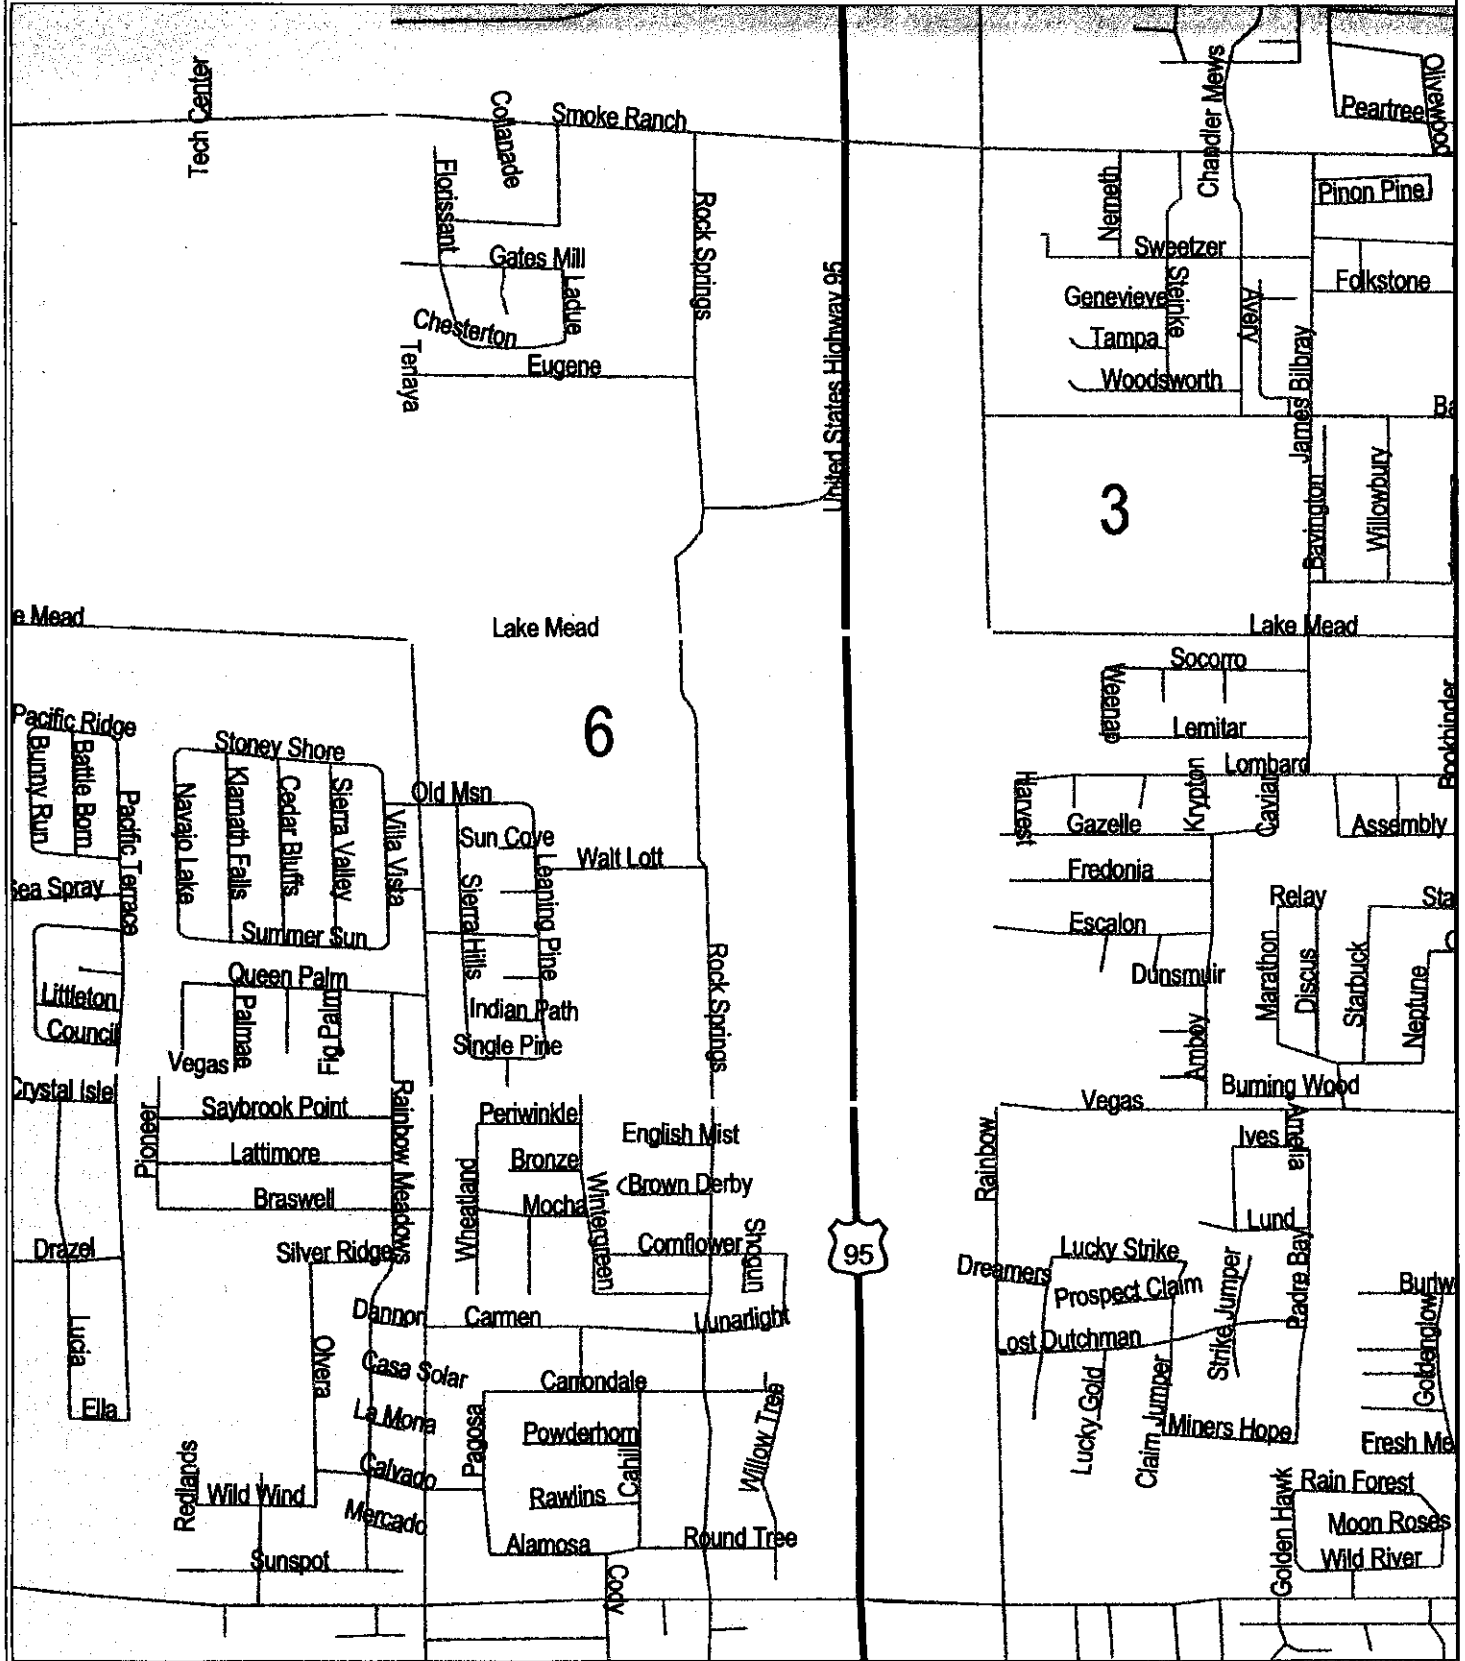 Tech Center
Collanade
Smoke Ranch
Chandler Mews
Olivewood
Peartree
Florissant
Rock Springs
Nemeth
Pinon Pine
Sweetzer
Gates Mill
Ladue
United States Highway 95
Genevieve
Steinke
Avery
Folkstone
Chesterton
Tenaya
Eugene
Tampa
Woodsworth
James Bilbray
Ba
3
Bavington
Willowbury
e Mead
Lake Mead
Lake Mead
Socorro
Weenap
Lemitar
Bookbinder
Pacific Ridge
Bunny Run
Battle Born
Pacific Terrace
Stoney Shore
6
Navajo Lake
Klamath Falls
Cedar Bluffs
Sierra Valley
Villa Vista
Old Msn
Sun Cove
Leaning Pine
Walt Lott
Lombard
Harvest
Krypton
Cavian
Gazelle
Assembly
Fredonia
Sea Spray
Sierra Hills
Summer Sun
Escalon
Relay
Sta
Marathon
Discus
Starbuck
Neptune
Dunsmuir
Rock Springs
Queen Palm
Littleton
Council
Palmae
Fig Palm
Vegas
Indian Path
Single Pine
Amboy
Crystal Isle
Pioneer
Saybrook Point
Rainbow Meadows
Periwinkle
English Mist
Vegas
Burning Wood
Amelia
Ives
Lattimore
Bronze
Wheatland
Brown Derby
Rainbow
Braswell
Mocha
Wintergreen
Lund
Drazel
Silver Ridge
Cornflower
Shogun
95
Dreamers
Lucky Strike
Prospect Claim
Strike Jumper
Padre Bay
Burlw
Goldenglow
Lucia
Dannon
Carmen
Lunarlight
Lost Dutchman
Olvera
Casa Solar
Carrondale
Ella
La Mona
Pagosa
Powderhorn
Cahill
Willow Tree
Lucky Gold
Claim Jumper
Miners Hope
Fresh Me
Redlands
Wild Wind
Calvado
Rawlins
Mercado
Golden Hawk
Rain Forest
Moon Roses
Wild River
Sunspot
Alamosa
Round Tree
Cody